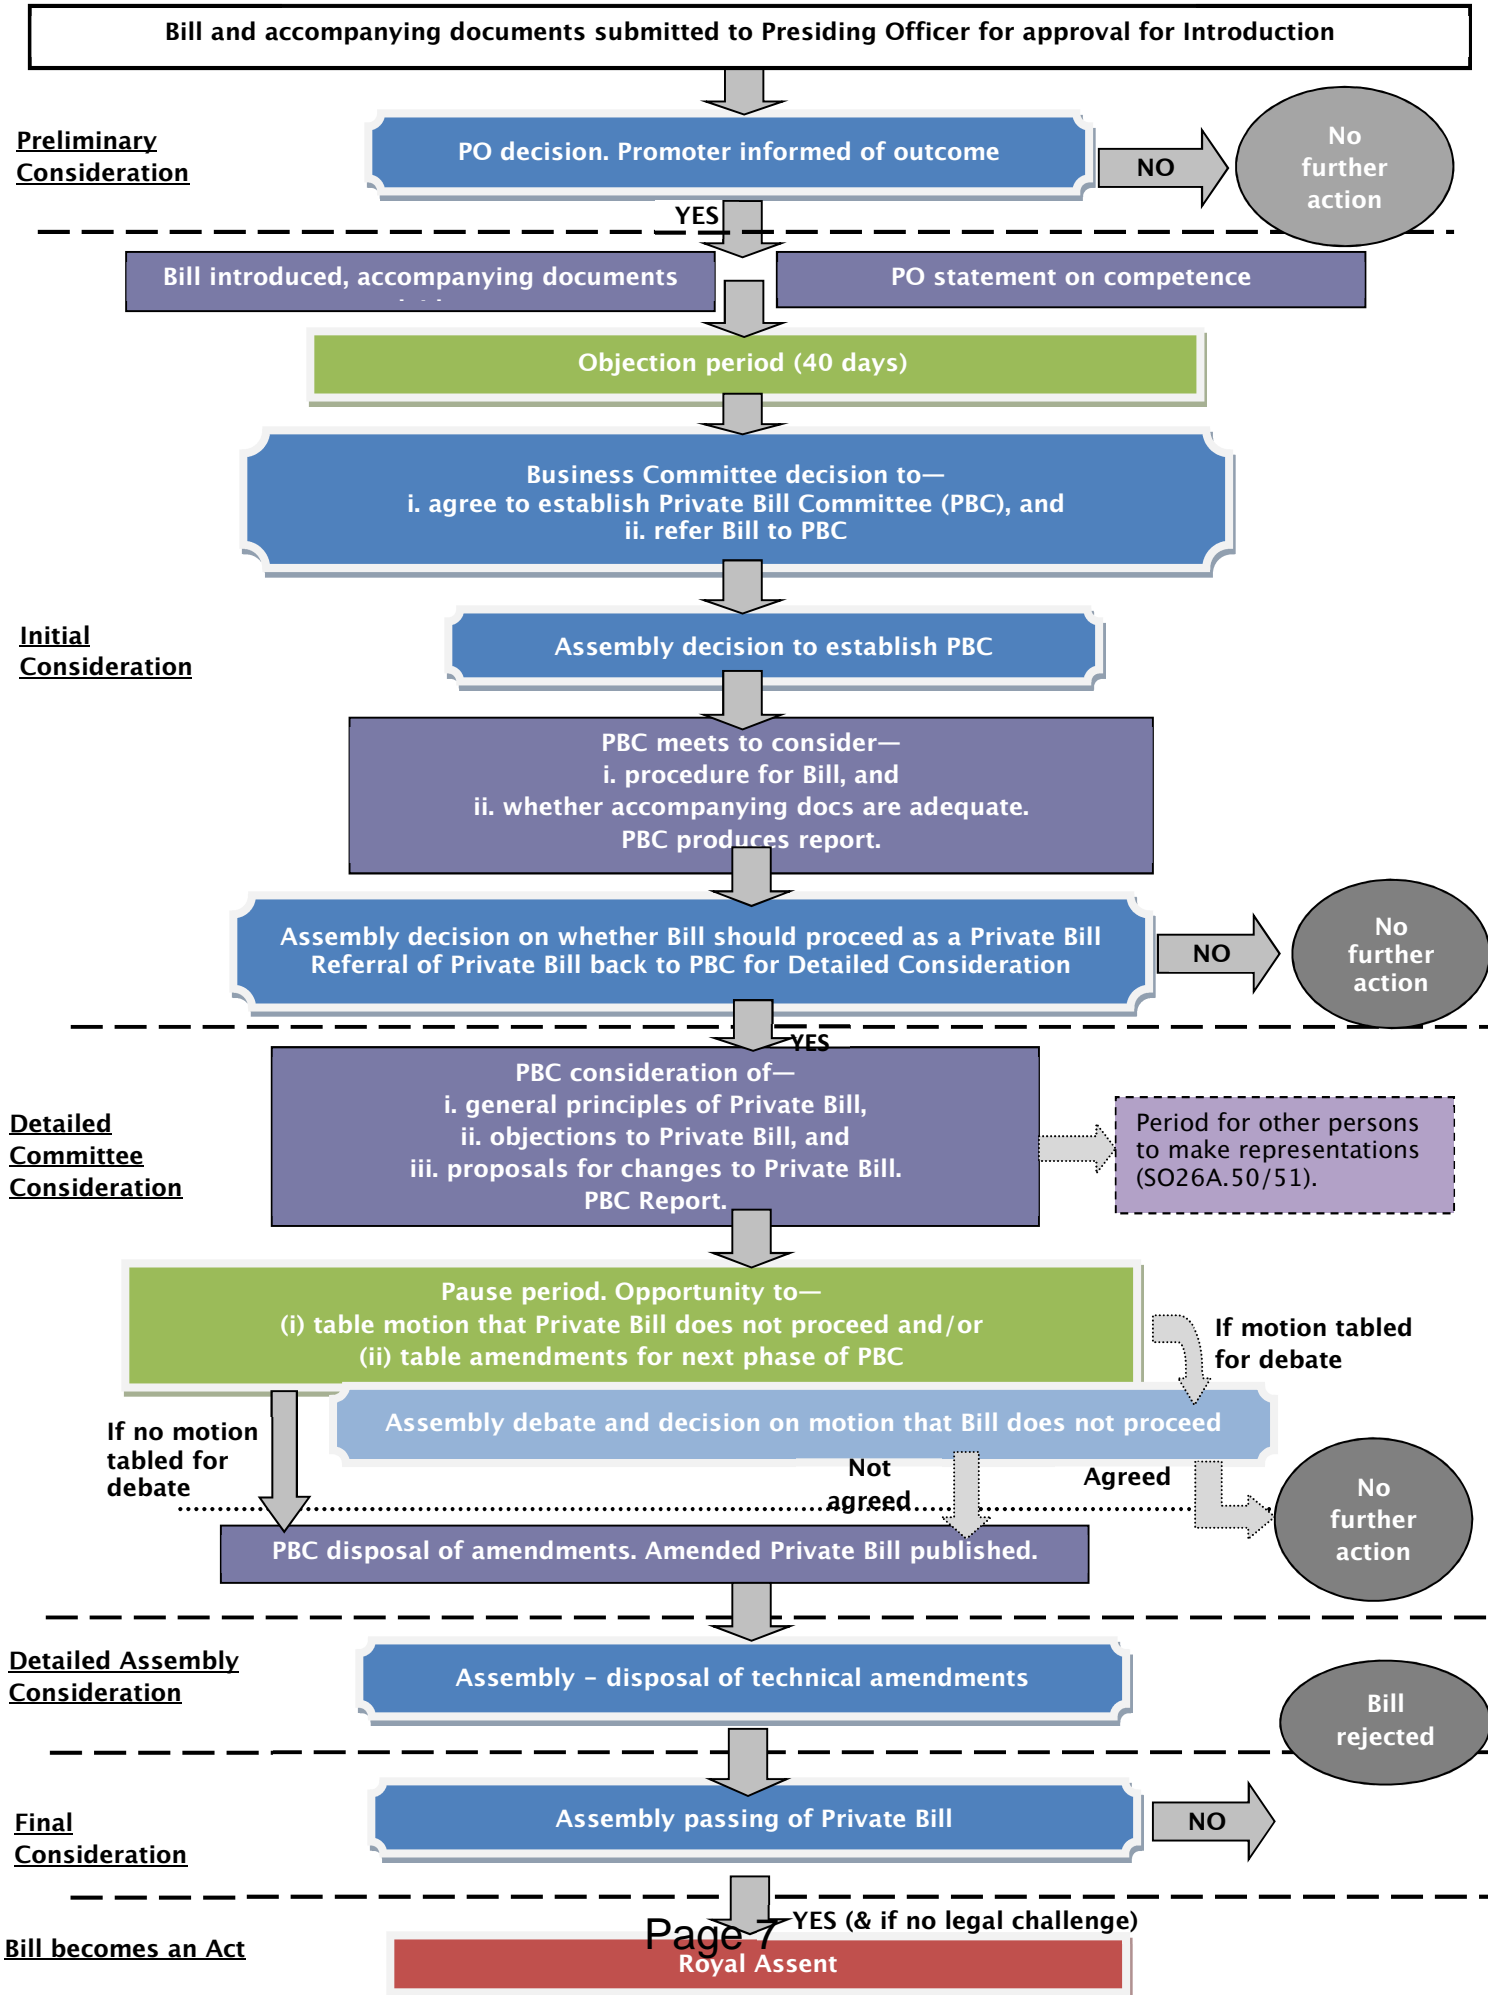 Bill and accompanying documents submitted to Presiding Officer for approval for Introduction
Preliminary
Consideration
PO decision. Promoter informed of outcome
NO
No
further
action
YES
Bill introduced, accompanying documents
PO statement on competence
Objection period (40 days)
Business Committee decision to—
i. agree to establish Private Bill Committee (PBC), and
ii. refer Bill to PBC
Initial
Consideration
Assembly decision to establish PBC
PBC meets to consider—
i. procedure for Bill, and
ii. whether accompanying docs are adequate.
PBC produces report.
Assembly decision on whether Bill should proceed as a Private Bill
Referral of Private Bill back to PBC for Detailed Consideration
NO
No
further
action
YES
Detailed
Committee
Consideration
PBC consideration of—
i. general principles of Private Bill,
ii. objections to Private Bill, and
iii. proposals for changes to Private Bill.
PBC Report.
Period for other persons
to make representations
(SO26A.50/51).
Pause period. Opportunity to—
(i) table motion that Private Bill does not proceed and/or
(ii) table amendments for next phase of PBC
If motion tabled
for debate
Assembly debate and decision on motion that Bill does not proceed
If no motion
tabled for
debate
Not
agreed
Agreed
No
further
action
PBC disposal of amendments. Amended Private Bill published.
Detailed Assembly
Consideration
Assembly – disposal of technical amendments
Bill
rejected
Final
Consideration
Assembly passing of Private Bill
NO
YES (& if no legal challenge)
Page 7
Bill becomes an Act
Royal Assent